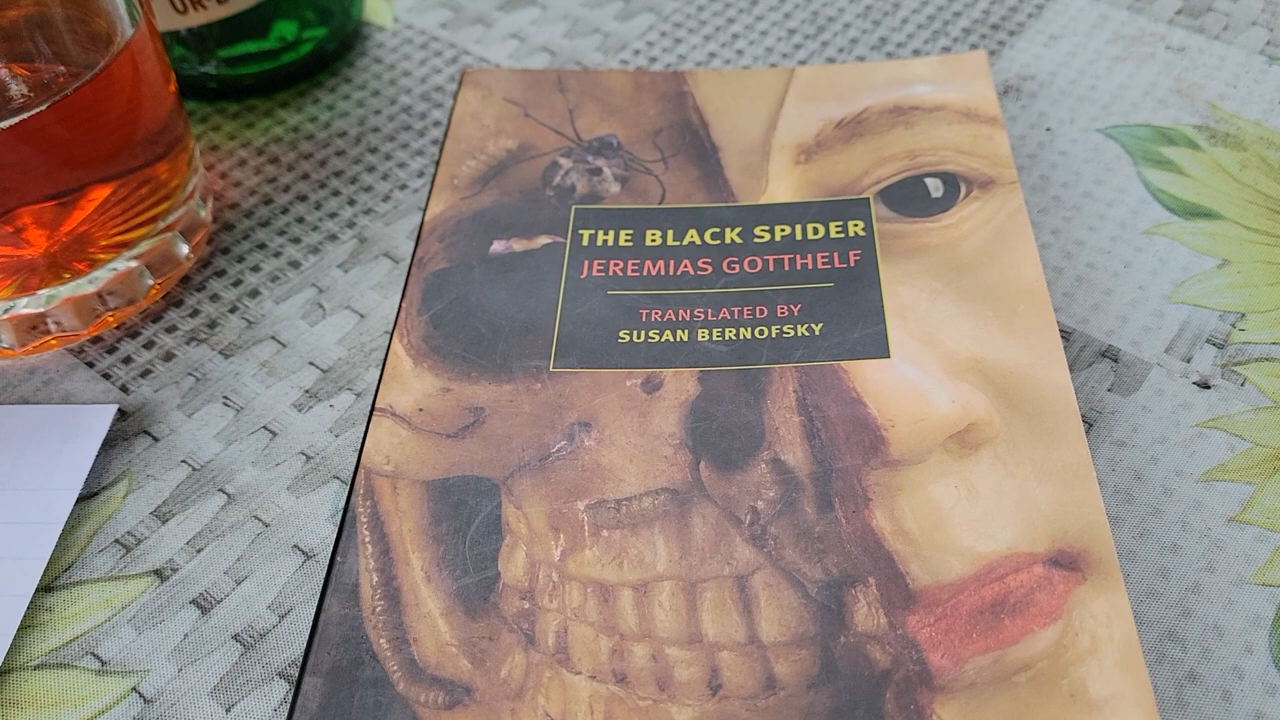 THE BLACK SPIDER
JEREMIAS GOTTHELF
TRANSLATED BY
SUSAN BERNOFSKY